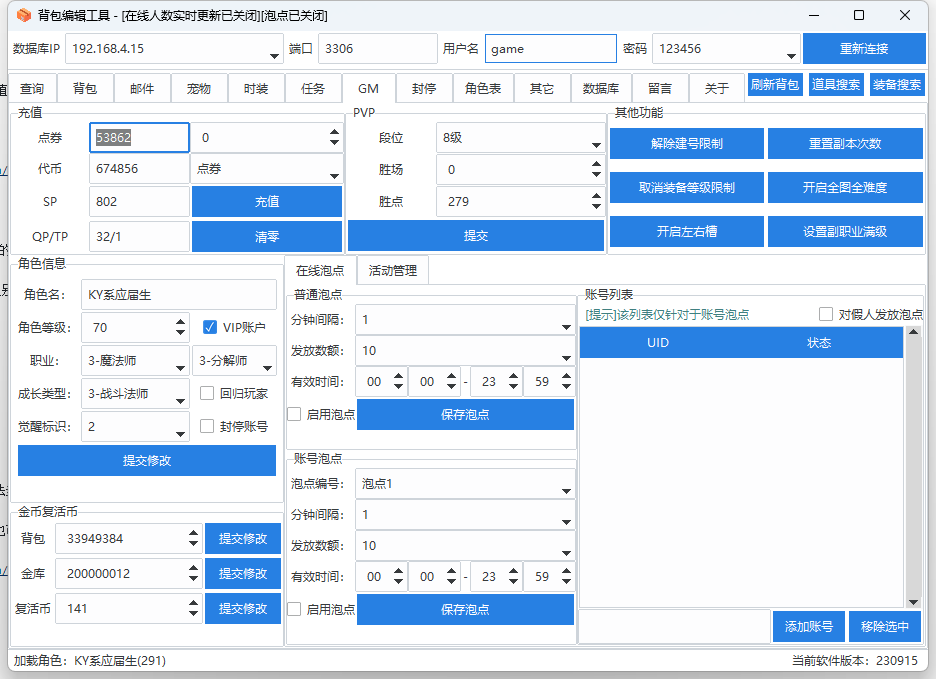 背包编辑工具 - [在线人数实时更新已关闭][泡点已关闭]
数据库IP 192.168.4.15 端口 3306 用户名 game 密码 123456 重新连接
查询 背包 邮件 宠物 时装 任务 GM 封停 角色表 其它 数据库 留言 关于 刷新背包 道具搜索 装备搜索
充值
点券 53862 0
代币 674856 点券
SP 802 充值
QP/TP 32/1 清零
PVP
段位 8级
胜场 0
胜点 279
提交
其他功能
解除建号限制 重置副本次数
取消装备等级限制 开启全图全难度
开启左右槽 设置副职业满级
角色信息
角色名: KY系应届生
角色等级: 70 VIP账户
职业: 3-魔法师 3-分解师
成长类型: 3-战斗法师 回归玩家
觉醒标识: 2 封停账号
提交修改
金币复活币
背包 33949384 提交修改
金库 200000012 提交修改
复活币 141 提交修改
在线泡点 活动管理
普通泡点
分钟间隔: 1
发放数额: 10
有效时间: 00 00 - 23 59
启用泡点 保存泡点
账号泡点
泡点编号: 泡点1
分钟间隔: 1
发放数额: 10
有效时间: 00 00 - 23 59
启用泡点 保存泡点
账号列表
[提示]该列表仅针对于账号泡点 对假人发放泡点
UID 状态
添加账号 移除选中
加载角色: KY系应届生(291) 当前软件版本: 230915